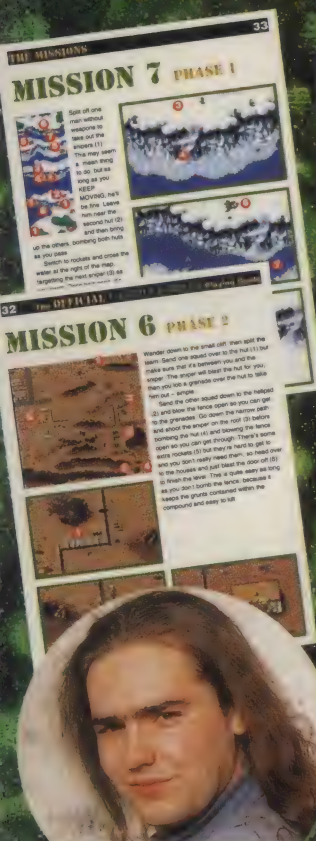 33
THE MISSIONS
MISSION 7 PHASE 1
Split off one
man without
weapons to
take out the
snipers (1)
This may seem
a mean thing
to do, but as
long as you
KEEP
MOVING, he's
be fine Leave
him near the
second hut (2)
and then bring
up the others, bombing both huts
as you pass
Switch to rockets and cross the
water at the right of the map,
targetting the next sniper (3) as
32 The OFFICIAL
MISSION 6 PHASE 2
Wander down to the small cliff, then split the
team. Send one squad over to the hut (1) but
make sure that it's between you and the
sniper. The sniper will blast the hut for you,
then you lob a grenade over the hut to take
him out – simple.
Send the other squad down to the helipad
(2) and blow the fence open so you can get
to the grenades. Go down the narrow path
and shoot the sniper on the roof (3) before
bombing the hut (4) and blowing the fence
open so you can get through. There's some
extra rockets (5) but they're hard to get to
and you don't really need them, so head over
to the houses and just blast the door off (6)
to finish the level. This is quite easy as long
as you don't bomb the fence, because it
keeps the grunts contained within the
compound and easy to kill!